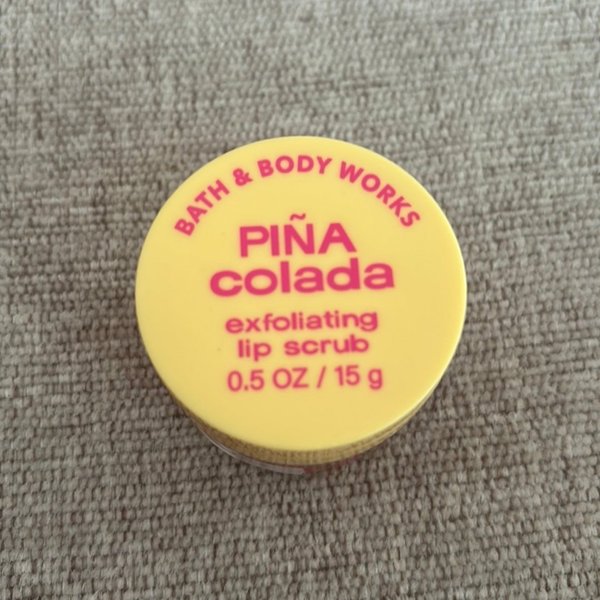 BATH & BODY WORKS
PIÑA
colada
exfoliating
lip scrub
0.5 OZ / 15 g